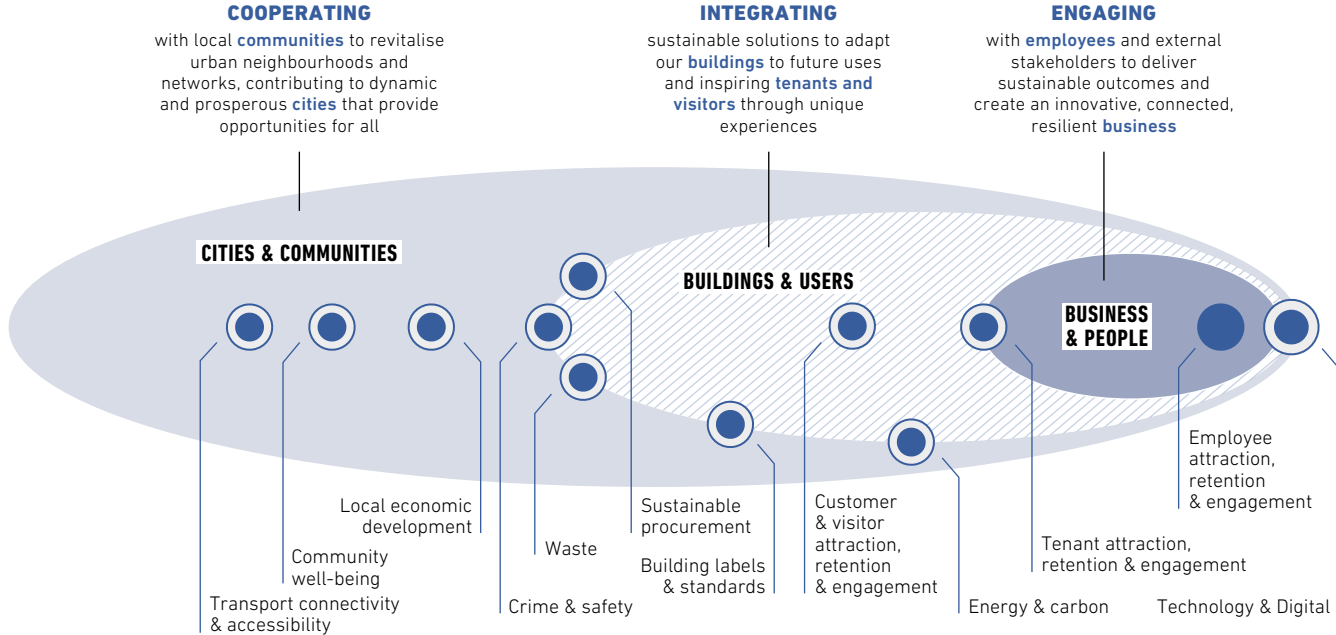 COOPERATING
with local communities to revitalise
urban neighbourhoods and
networks, contributing to dynamic
and prosperous cities that provide
opportunities for all
INTEGRATING
sustainable solutions to adapt
our buildings to future uses
and inspiring tenants and
visitors through unique
experiences
ENGAGING
with employees and external
stakeholders to deliver
sustainable outcomes and
create an innovative, connected,
resilient business
CITIES & COMMUNITIES
BUILDINGS & USERS
BUSINESS
& PEOPLE
Transport connectivity
& accessibility
Community
well-being
Local economic
development
Crime & safety
Waste
Sustainable
procurement
Building labels
& standards
Customer
& visitor
attraction,
retention
& engagement
Energy & carbon
Tenant attraction,
retention & engagement
Employee
attraction,
retention
& engagement
Technology & Digital